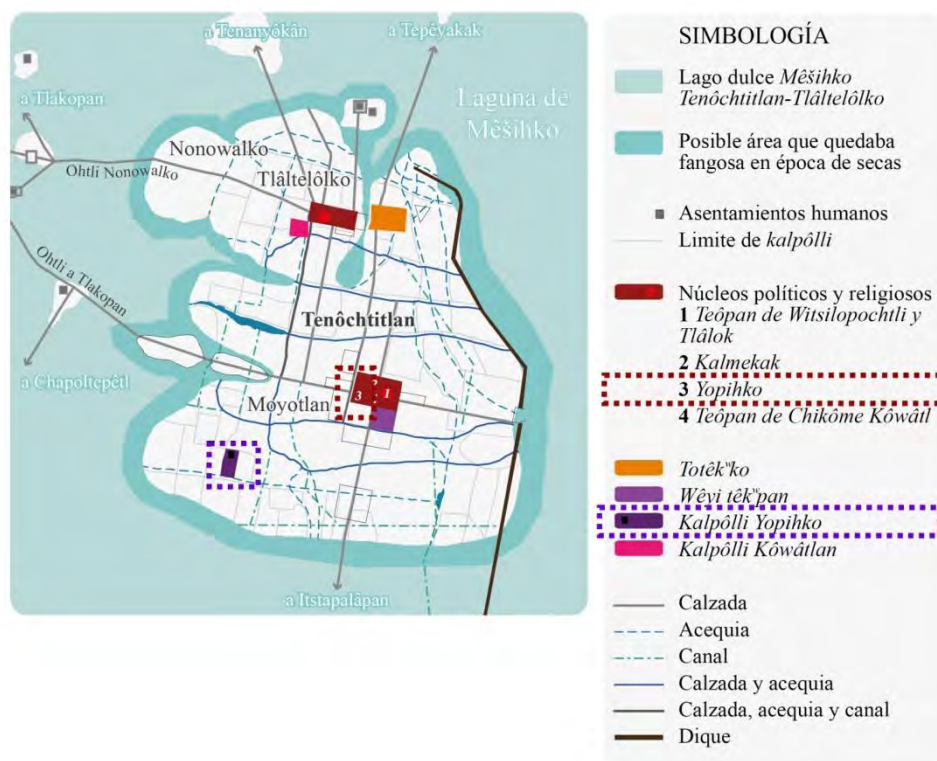 a Tenanyôkân
a Tepêyakak
a Tlakopan
Laguna de
Mêšihko
Nonowalko
Ohtli Nonowalko
Tlâltelôlko
Ohtli a Tlakopan
Tenôchtitlan
a Chapoltepêtl
Moyotlan
2
3
1
a Itstapalâpan
SIMBOLOGÍA
Lago dulce Mêšihko
Tenôchtitlan-Tlâltelôlko
Posible área que quedaba
fangosa en época de secas
Asentamientos humanos
Limite de kalpôlli
Núcleos políticos y religiosos
1 Teôpan de Witsilopochtli y
Tlâlok
2 Kalmekak
3 Yopihko
4 Teôpan de Chikôme Kôwâtl
Totêkʷko
Wêyi têkʷpan
Kalpôlli Yopihko
Kalpôlli Kôwâtlan
Calzada
Acequia
Canal
Calzada y acequia
Calzada, acequia y canal
Dique